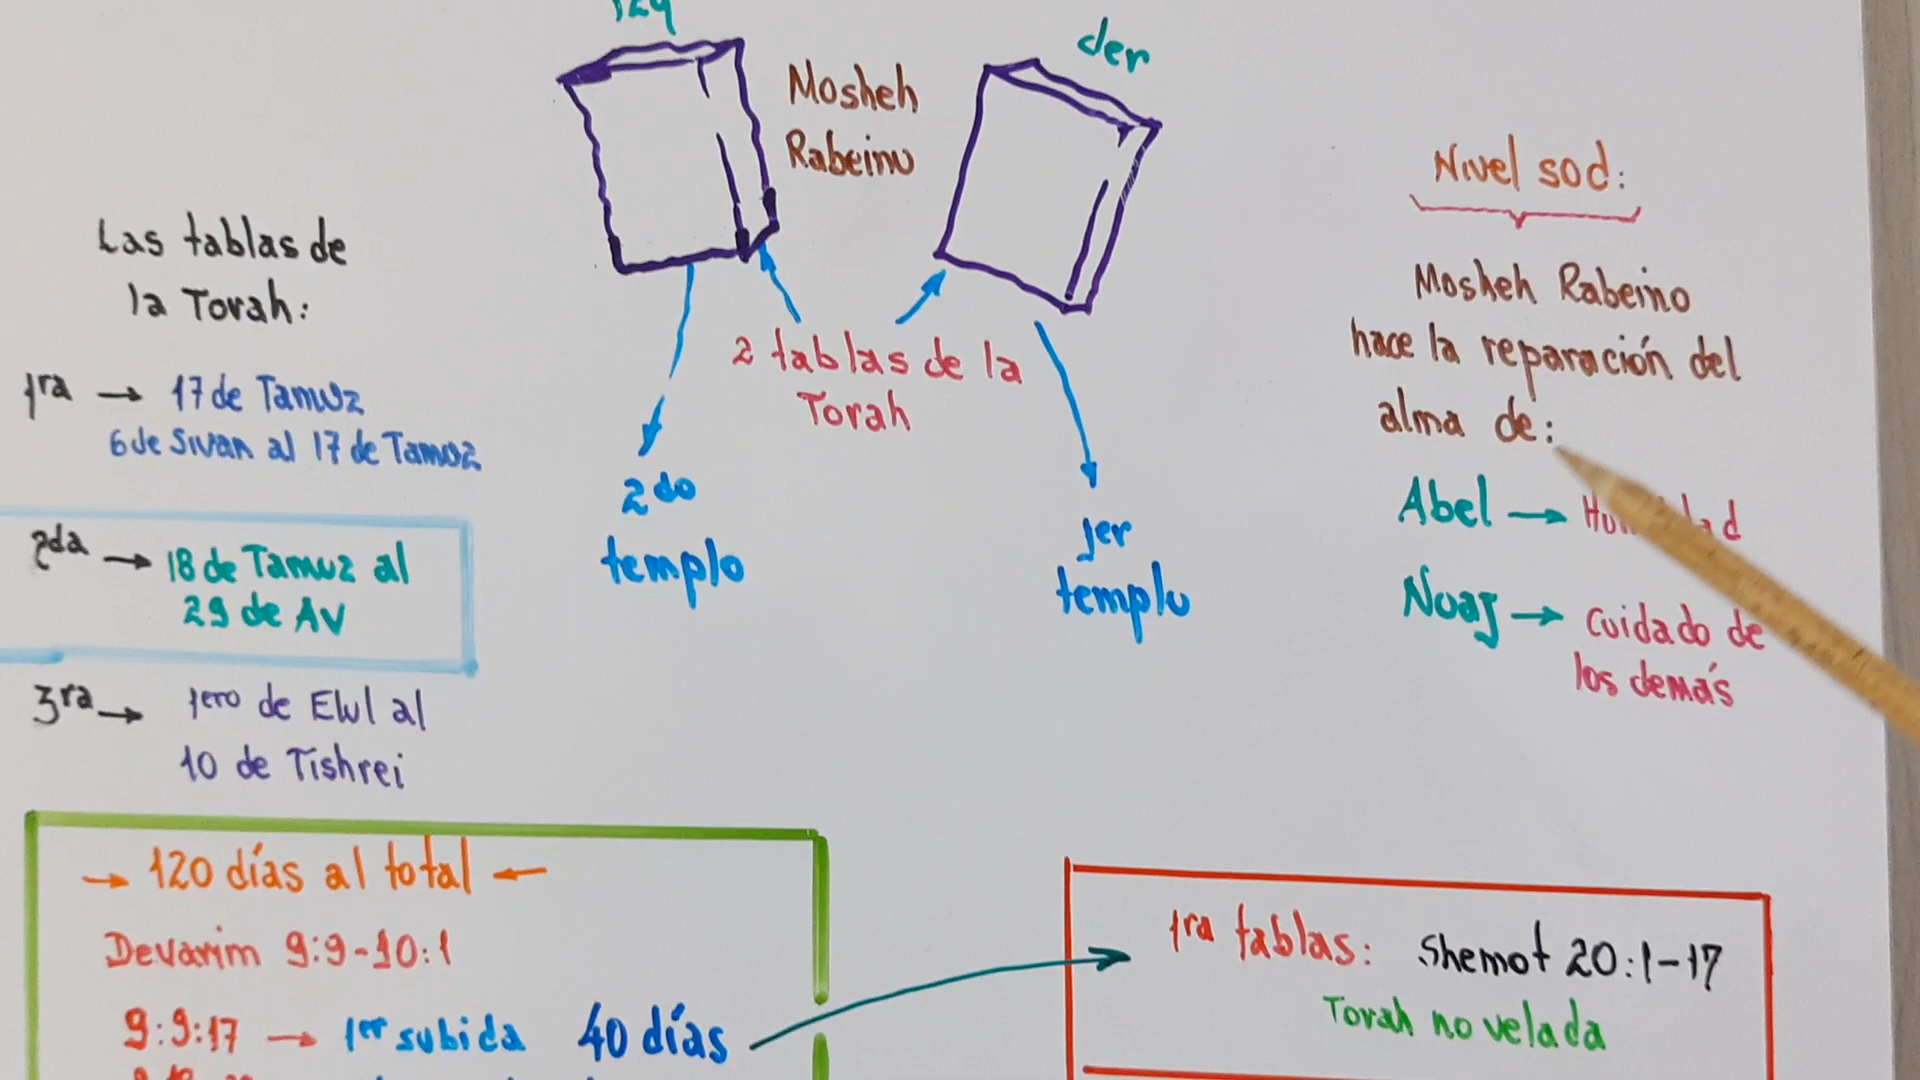 izq
der
Mosheh
Rabeinu
Las tablas de
la Torah:
1ra → 17 de Tamuz
6 de Sivan al 17 de Tamuz
2da → 18 de Tamuz al
29 de Av
3ra → 1ero de Elul al
10 de Tishrei
2 tablas de la
Torah
2do
templo
1er
templo
Nivel sod:
Mosheh Rabeino
hace la reparación del
alma de:
Abel →
Noaj → Cuidado de
los demás
→ 120 días al total ←
Devarim 9:9-10:1
9:9:17 → 1er subida 40 días
1ra tablas: Shemot 20:1-17
Torah no velada